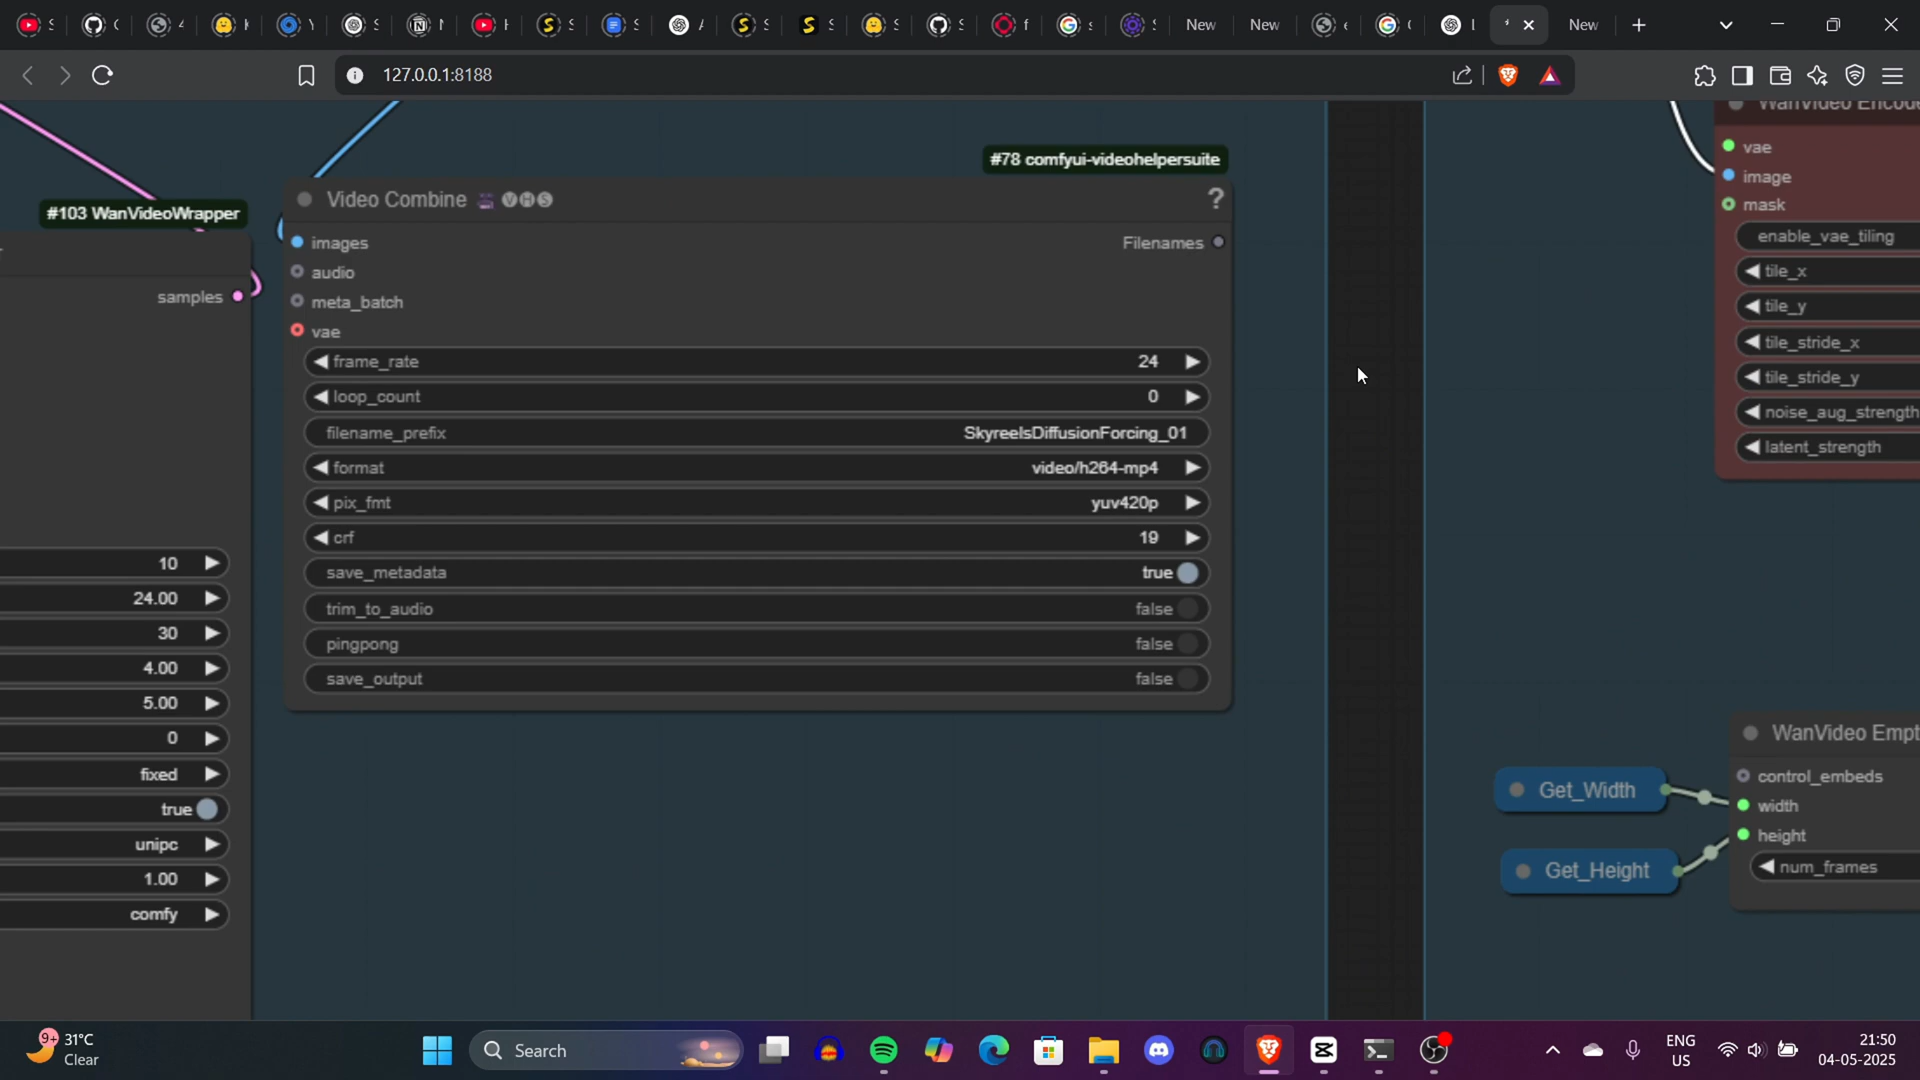 New
New
New
127.0.0.1:8188
#78 comfyui-videohelpersuite
#103 WanVideoWrapper
samples
10
24.00
30
4.00
5.00
0
fixed
true
unipc
1.00
comfy
Video Combine VHS
?
images
Filenames
audio
meta_batch
vae
frame_rate 24
loop_count 0
filename_prefix SkyreelsDiffusionForcing_01
format video/h264-mp4
pix_fmt yuv420p
crf 19
save_metadata true
trim_to_audio false
pingpong false
save_output false
WanVideo Encode
vae
image
mask
enable_vae_tiling
tile_x
tile_y
tile_stride_x
tile_stride_y
noise_aug_strength
latent_strength
Get_Width
Get_Height
WanVideo Empt
control_embeds
width
height
num_frames
9+
31°C
Clear
Search
ENG
US
21:50
04-05-2025